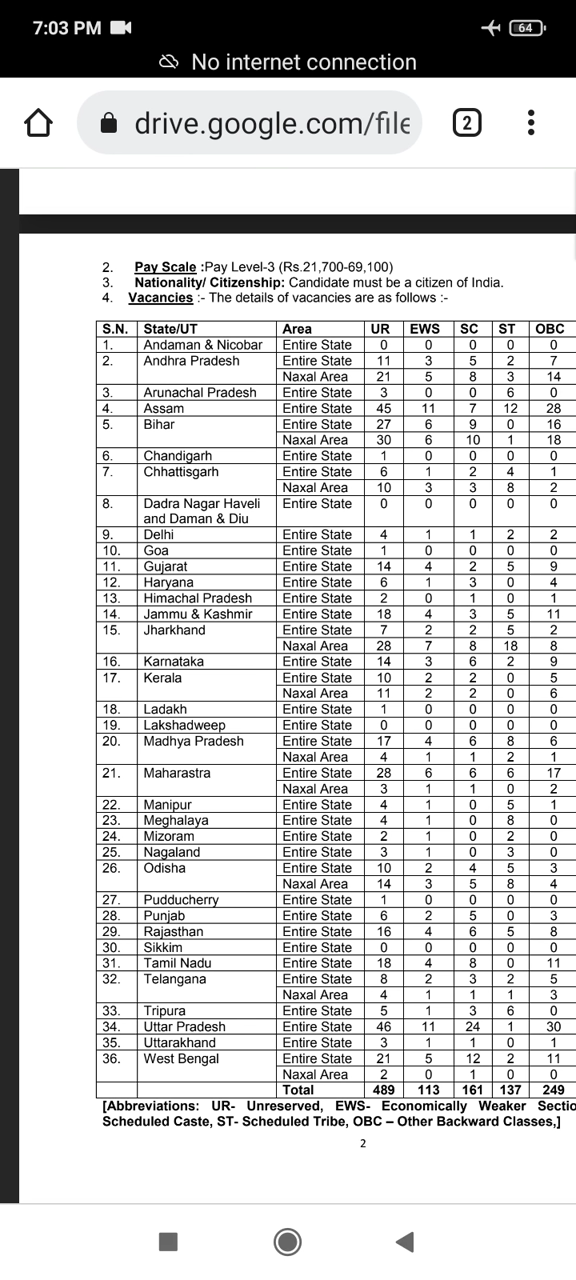 7:03 PM
64
No internet connection
drive.google.com/file
2
2. Pay Scale :Pay Level-3 (Rs.21,700-69,100)
3. Nationality/ Citizenship: Candidate must be a citizen of India.
4. Vacancies :- The details of vacancies are as follows :-
S.N. State/UT Area UR EWS SC ST OBC
1. Andaman & Nicobar Entire State 0 0 0 0 0
2. Andhra Pradesh Entire State 11 3 5 2 7
Naxal Area 21 5 8 3 14
3. Arunachal Pradesh Entire State 3 0 0 6 0
4. Assam Entire State 45 11 7 12 28
5. Bihar Entire State 27 6 9 0 16
Naxal Area 30 6 10 1 18
6. Chandigarh Entire State 1 0 0 0 0
7. Chhattisgarh Entire State 6 1 2 4 1
Naxal Area 10 3 3 8 2
8. Dadra Nagar Haveli Entire State 0 0 0 0 0
and Daman & Diu
9. Delhi Entire State 4 1 1 2 2
10. Goa Entire State 1 0 0 0 0
11. Gujarat Entire State 14 4 2 5 9
12. Haryana Entire State 6 1 3 0 4
13. Himachal Pradesh Entire State 2 0 1 0 1
14. Jammu & Kashmir Entire State 18 4 3 5 11
15. Jharkhand Entire State 7 2 2 5 2
Naxal Area 28 7 8 18 8
16. Karnataka Entire State 14 3 6 2 9
17. Kerala Entire State 10 2 2 0 5
Naxal Area 11 2 2 0 6
18. Ladakh Entire State 1 0 0 0 0
19. Lakshadweep Entire State 0 0 0 0 0
20. Madhya Pradesh Entire State 17 4 6 8 6
Naxal Area 4 1 1 2 1
21. Maharastra Entire State 28 6 6 6 17
Naxal Area 3 1 1 0 2
22. Manipur Entire State 4 1 0 5 1
23. Meghalaya Entire State 4 1 0 8 0
24. Mizoram Entire State 2 1 0 2 0
25. Nagaland Entire State 3 1 0 3 0
26. Odisha Entire State 10 2 4 5 3
Naxal Area 14 3 5 8 4
27. Pudducherry Entire State 1 0 0 0 0
28. Punjab Entire State 6 2 5 0 3
29. Rajasthan Entire State 16 4 6 5 8
30. Sikkim Entire State 0 0 0 0 0
31. Tamil Nadu Entire State 18 4 8 0 11
32. Telangana Entire State 8 2 3 2 5
Naxal Area 4 1 1 1 3
33. Tripura Entire State 5 1 3 6 0
34. Uttar Pradesh Entire State 46 11 24 1 30
35. Uttarakhand Entire State 3 1 1 0 1
36. West Bengal Entire State 21 5 12 2 11
Naxal Area 2 0 1 0 0
Total 489 113 161 137 249
[Abbreviations: UR- Unreserved, EWS- Economically Weaker Sectio
Scheduled Caste, ST- Scheduled Tribe, OBC – Other Backward Classes,]
2